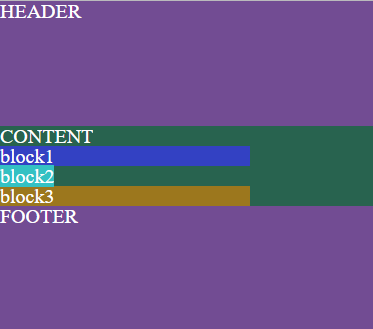 HEADER
CONTENT
block1
block2
block3
FOOTER